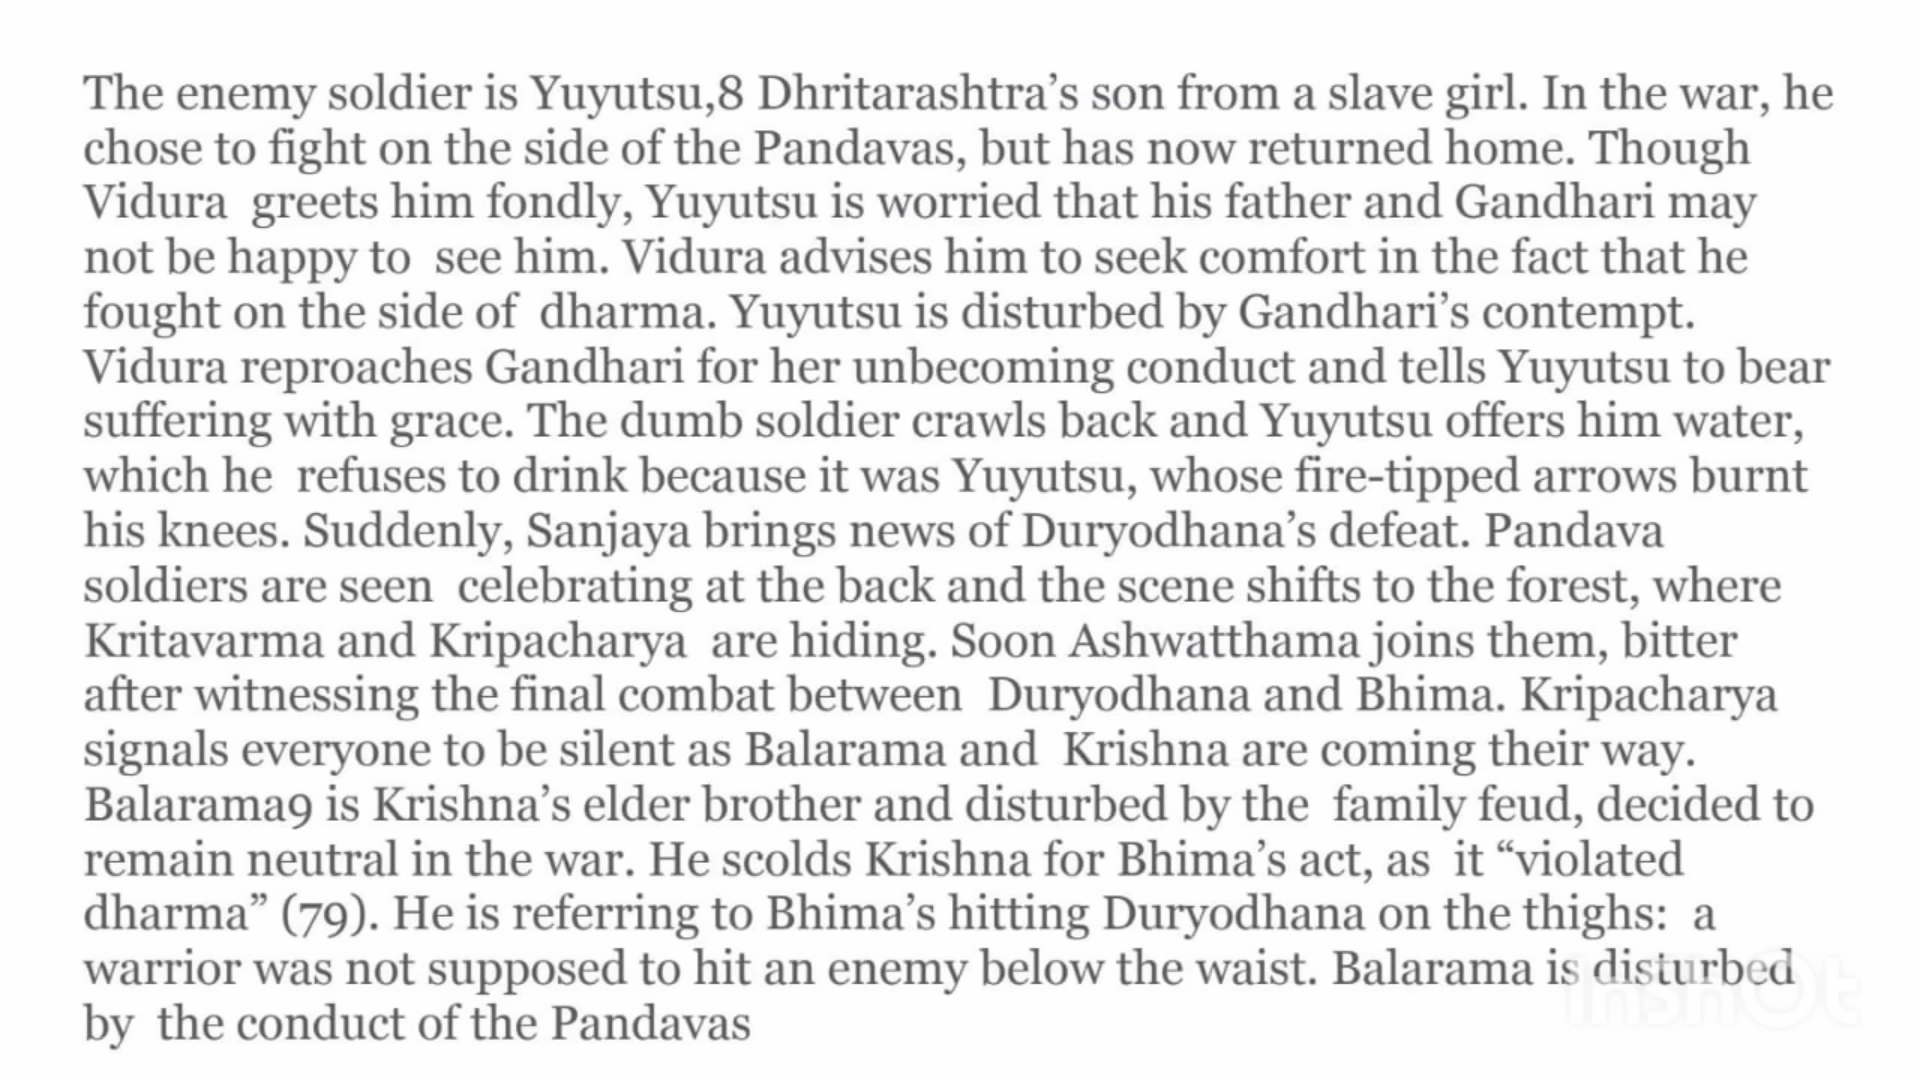 The enemy soldier is Yuyutsu,8 Dhritarashtra’s son from a slave girl. In the war, he
chose to fight on the side of the Pandavas, but has now returned home. Though
Vidura  greets him fondly, Yuyutsu is worried that his father and Gandhari may
not be happy to  see him. Vidura advises him to seek comfort in the fact that he
fought on the side of  dharma. Yuyutsu is disturbed by Gandhari’s contempt.
Vidura reproaches Gandhari for her unbecoming conduct and tells Yuyutsu to bear
suffering with grace. The dumb soldier crawls back and Yuyutsu offers him water,
which he  refuses to drink because it was Yuyutsu, whose fire-tipped arrows burnt
his knees. Suddenly, Sanjaya brings news of Duryodhana’s defeat. Pandava
soldiers are seen  celebrating at the back and the scene shifts to the forest, where
Kritavarma and Kripacharya  are hiding. Soon Ashwatthama joins them, bitter
after witnessing the final combat between  Duryodhana and Bhima. Kripacharya
signals everyone to be silent as Balarama and  Krishna are coming their way.
Balarama9 is Krishna’s elder brother and disturbed by the  family feud, decided to
remain neutral in the war. He scolds Krishna for Bhima’s act, as  it “violated
dharma” (79). He is referring to Bhima’s hitting Duryodhana on the thighs:  a
warrior was not supposed to hit an enemy below the waist. Balarama is disturbed
by  the conduct of the Pandavas
InShOt